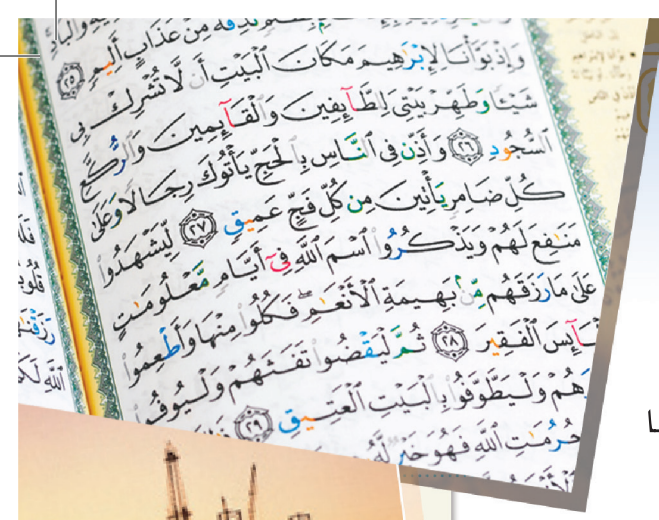 نُّذِقْهُ مِنْ عَذَابٍ أَلِيمٍ ٢٥
وَإِذْ بَوَّأْنَا لِإِبْرَٰهِيمَ مَكَانَ ٱلْبَيْتِ أَن لَّا تُشْرِكْ بِى
شَيْـًٔا وَطَهِّرْ بَيْتِىَ لِلطَّآئِفِينَ وَٱلْقَآئِمِينَ وَٱلرُّكَّعِ
ٱلسُّجُودِ ٢٦ وَأَذِّن فِى ٱلنَّاسِ بِٱلْحَجِّ يَأْتُوكَ رِجَالًا وَعَلَىٰ
كُلِّ ضَامِرٍ يَأْتِينَ مِن كُلِّ فَجٍّ عَمِيقٍ ٢٧ لِّيَشْهَدُوا۟
مَنَٰفِعَ لَهُمْ وَيَذْكُرُوا۟ ٱسْمَ ٱللَّهِ فِىٓ أَيَّامٍ مَّعْلُومَٰتٍ
عَلَىٰ مَا رَزَقَهُم مِّنۢ بَهِيمَةِ ٱلْأَنْعَٰمِ ۖ فَكُلُوا۟ مِنْهَا وَأَطْعِمُوا۟
ٱلْبَآئِسَ ٱلْفَقِيرَ ٢٨ ثُمَّ لْيَقْضُوا۟ تَفَثَهُمْ وَلْيُوفُوا۟
هُمْ وَلْيَطَّوَّفُوا۟ بِٱلْبَيْتِ ٱلْعَتِيقِ ٢٩
حُرُمَٰتِ ٱللَّهِ فَهُوَ خَيْرٌ لَّهُ